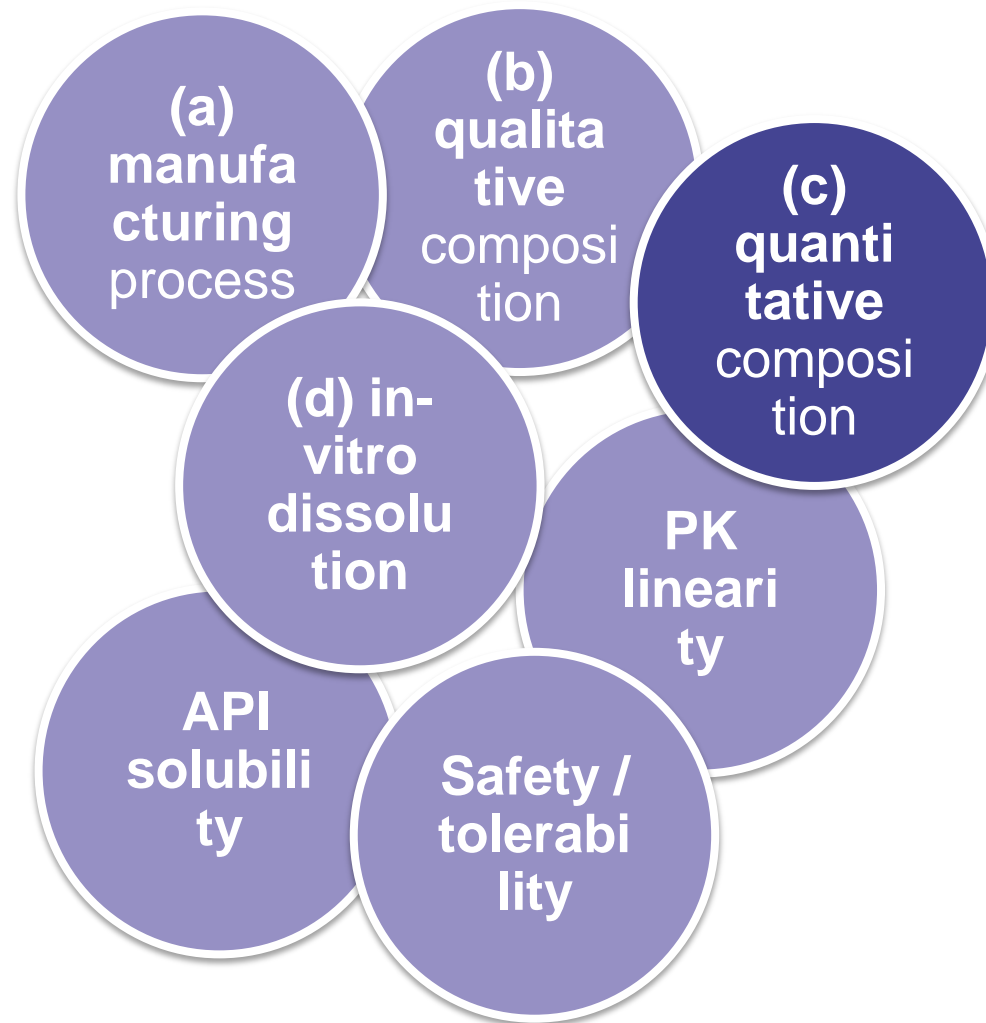 (a)
manufa
cturing
process
(b)
qualita
tive
composi
tion
(c)
quanti
tative
composi
tion
(d) in-
vitro
dissolu
tion
PK
lineari
ty
API
solubili
ty
Safety /
tolerabi
lity